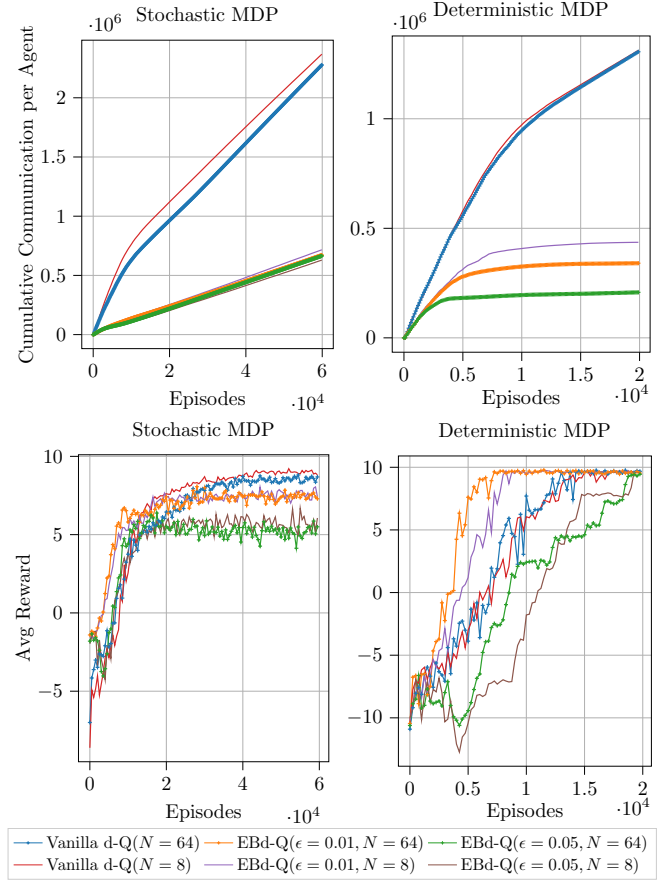 Stochastic MDP
Deterministic MDP
·10^6
·10^6
Cumulative Communication per Agent
2
1.5
1
0.5
0
1
0.5
0
0 2 4 6
0 0.5 1 1.5 2
Episodes
·10^4
Episodes
·10^4
Stochastic MDP
Deterministic MDP
Avg Reward
10
5
0
−5
10
5
0
−5
−10
0 2 4 6
0 0.5 1 1.5 2
Episodes
·10^4
Episodes
·10^4
Vanilla d-Q(N = 64) EBd-Q(ϵ = 0.01, N = 64) EBd-Q(ϵ = 0.05, N = 64)
Vanilla d-Q(N = 8) EBd-Q(ϵ = 0.01, N = 8) EBd-Q(ϵ = 0.05, N = 8)